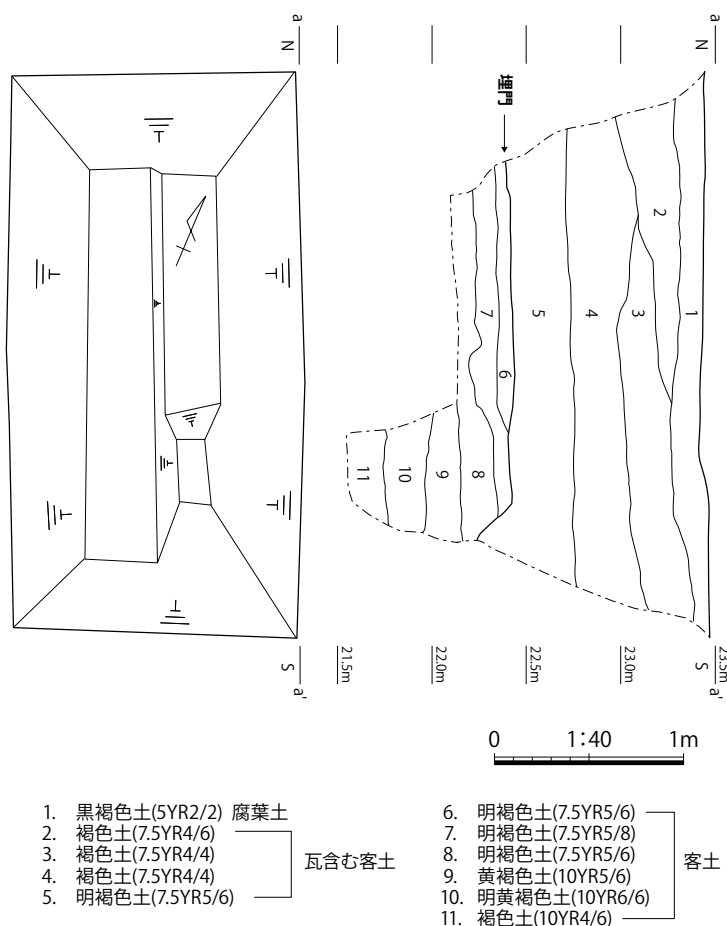 a
N
a
N
埋門
1
2
3
4
5
6
7
8
9
10
11
S
a'
21.5m
22.0m
22.5m
23.0m
23.5m
S
a'
0 1:40 1m
1. 黒褐色土(5YR2/2) 腐葉土
2. 褐色土(7.5YR4/6)
3. 褐色土(7.5YR4/4)
4. 褐色土(7.5YR4/4)
5. 明褐色土(7.5YR5/6)
瓦含む客土
6. 明褐色土(7.5YR5/6)
7. 明褐色土(7.5YR5/8)
8. 明褐色土(7.5YR5/6)
9. 黄褐色土(10YR5/6)
10. 明黄褐色土(10YR6/6)
11. 褐色土(10YR4/6)
客土